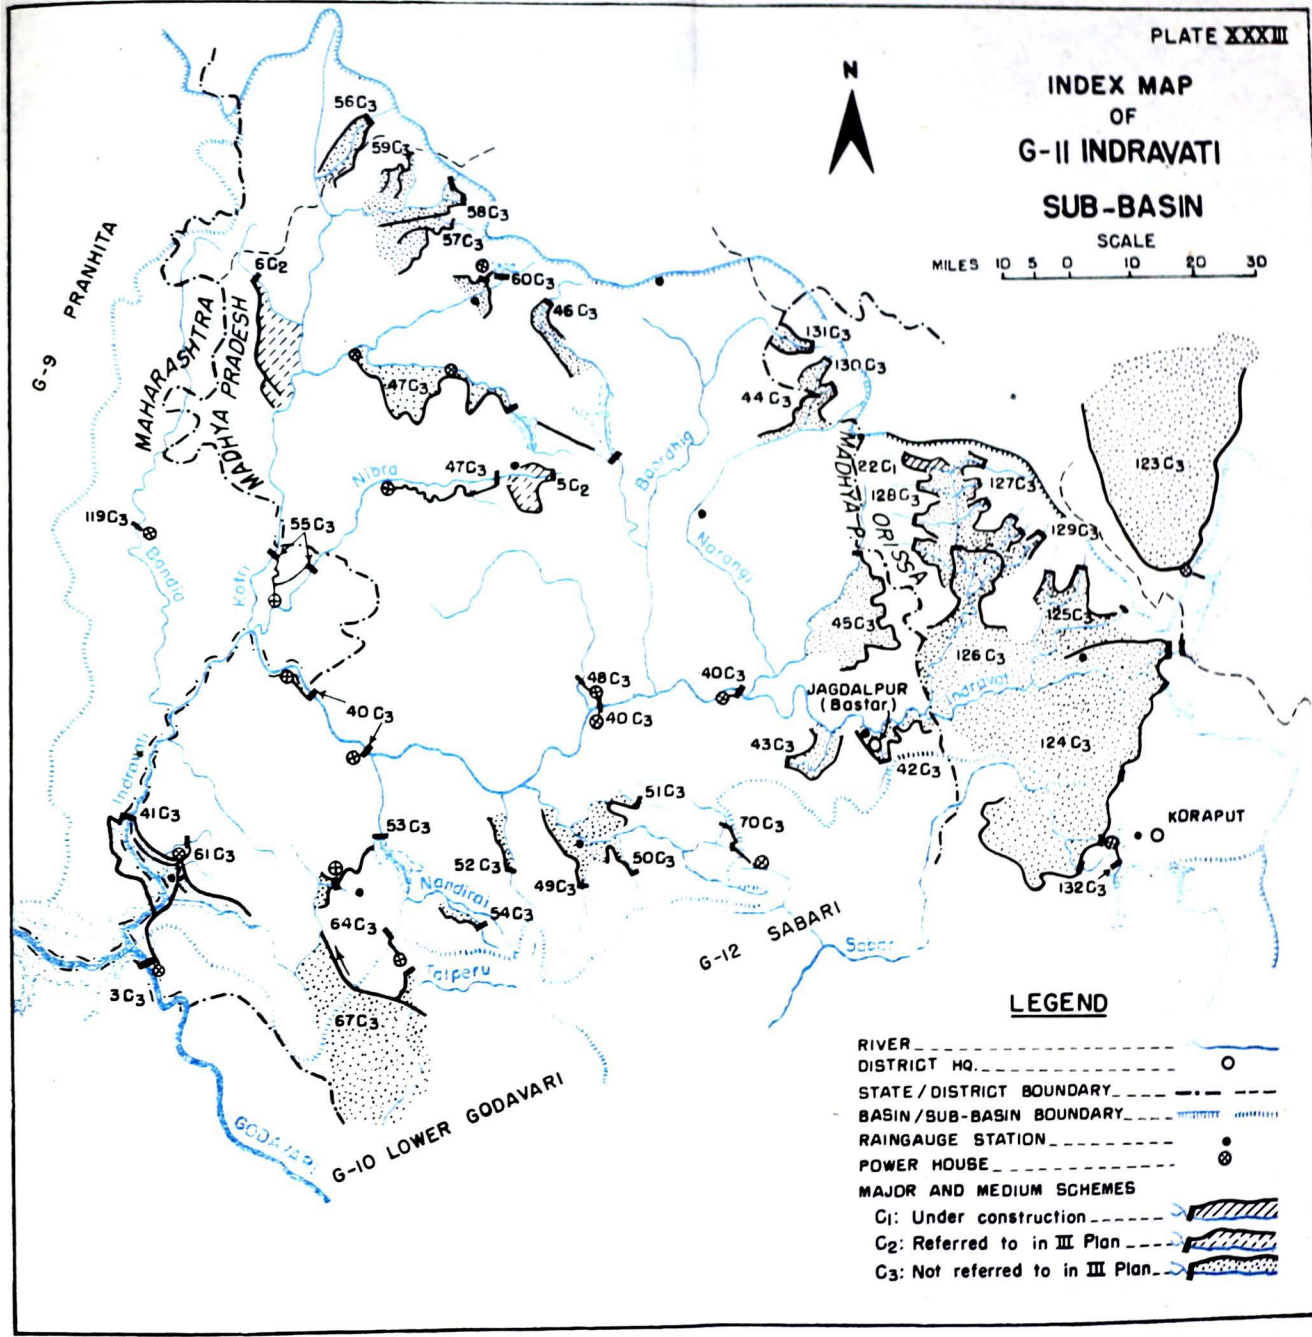 PLATE XXXIII
INDEX MAP
OF
G-11 INDRAVATI
SUB-BASIN
SCALE
MILES 10 5 0 10 20 30
N
56C3
59C3
58C3
57C3
6C2
60C3
46C3
G-9 PRANHITA
MAHARASHTRA
MADHYA PRADESH
131C3
130C3
44C3
47C3
123C3
Boardhig
MADHYA P.
ORISSA
22C1
127C3
128C3
Nibra
47C3
5C2
119C3
55C3
129C3
Bandia
Kotri
Narangi
125C3
45C3
126C3
48C3
40C3
JAGDALPUR
(Bastar)
Indravati
40C3
40C3
43C3
42C3
124C3
Indravati
51C3
41C3
53C3
70C3
KORAPUT
61C3
52C3
50C3
49C3
132C3
Nandirai
54C3
64C3
G-12 SABARI
Sabari
Talperu
3C3
67C3
GODAVARI
G-10 LOWER GODAVARI
LEGEND
RIVER
DISTRICT HQ.
STATE/DISTRICT BOUNDARY
BASIN/SUB-BASIN BOUNDARY
RAINGAUGE STATION
POWER HOUSE
MAJOR AND MEDIUM SCHEMES
C1: Under construction
C2: Referred to in III Plan
C3: Not referred to in III Plan